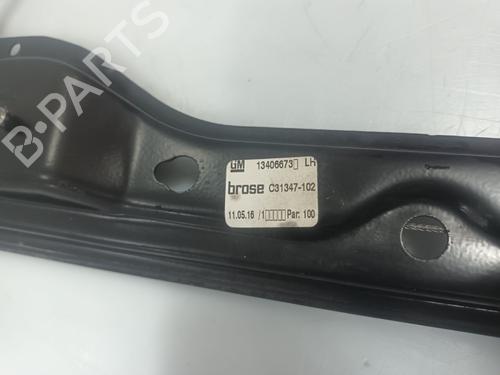 B-PARTS
GM 13406673 LH
brose C31347-102
11.05.16 /1▯▯▯▯▯ Par: 100